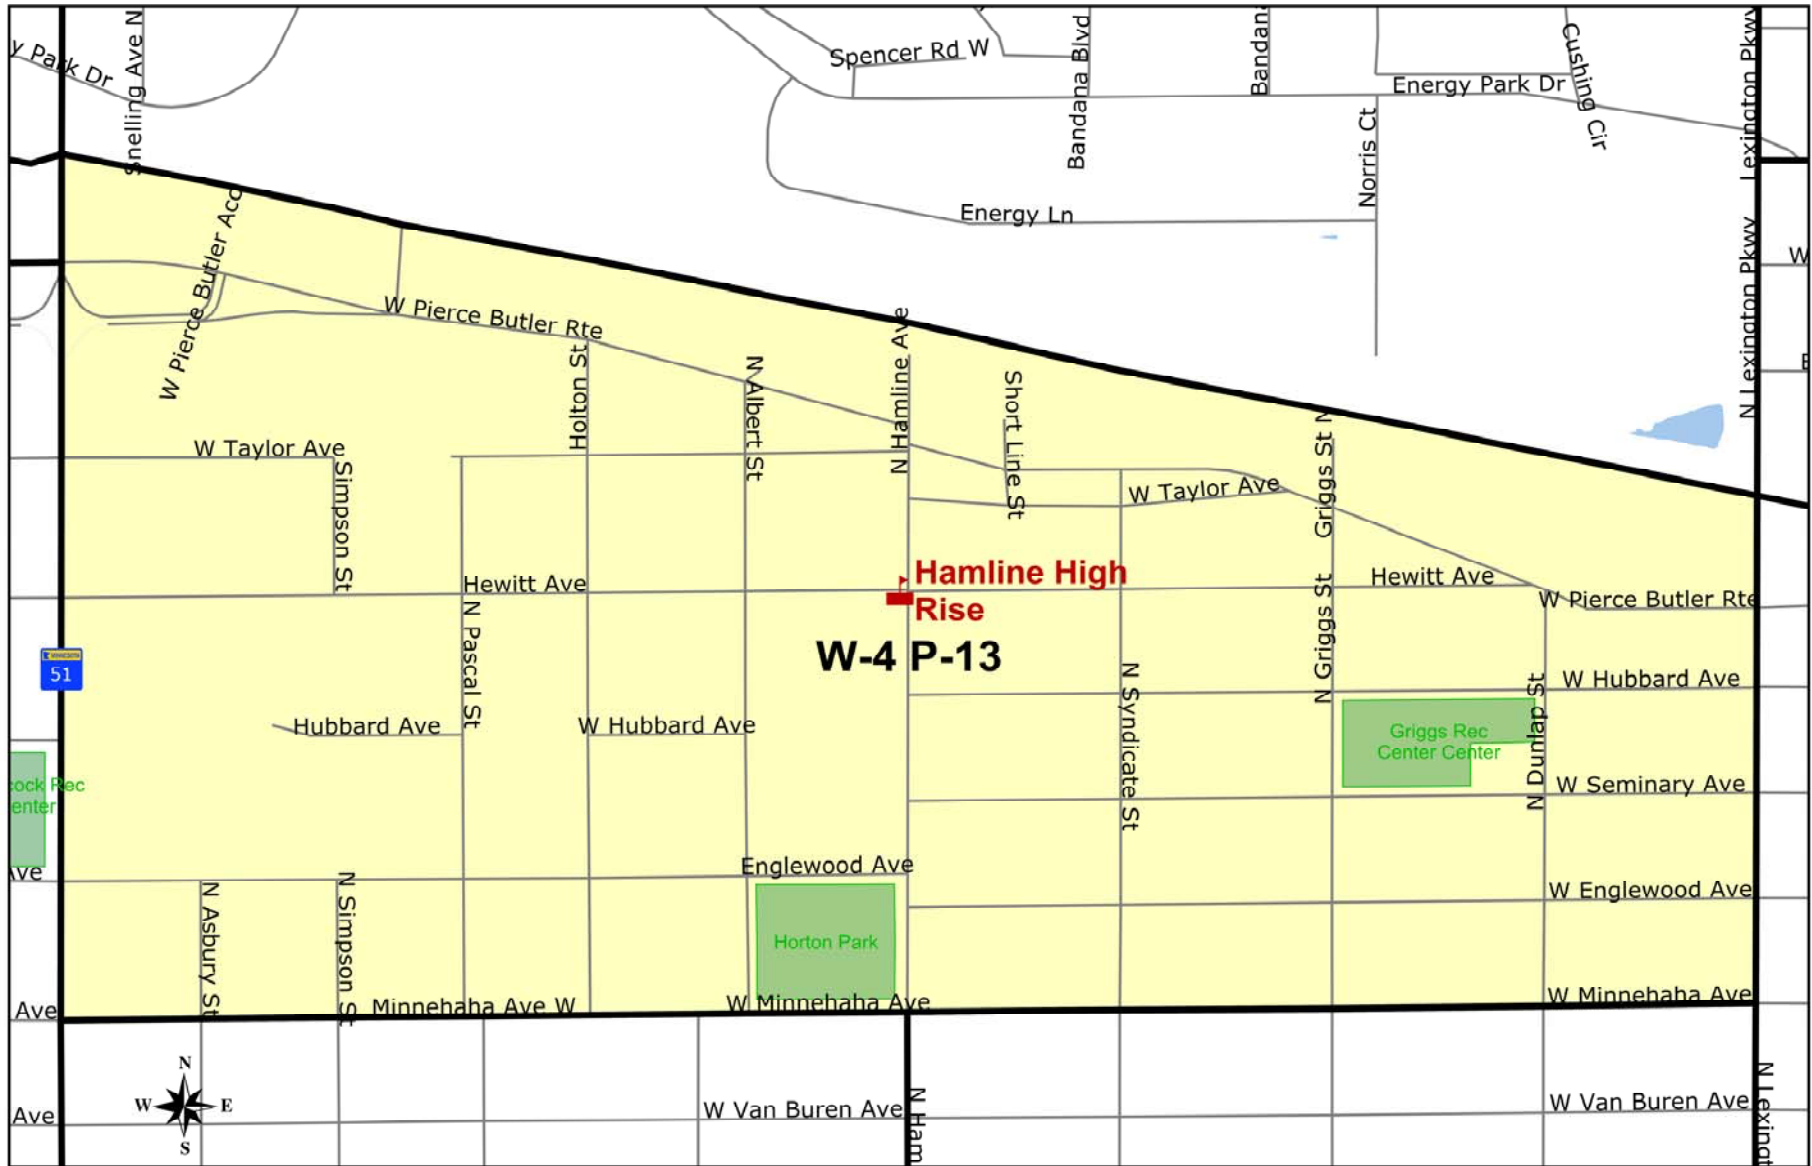 y Park Dr
Snelling Ave N
Spencer Rd W
Bandana Blvd
Bandana
Energy Park Dr
Cushing Cir
Lexington Pkwy
Norris Ct
Energy Ln
N Lexington Pkwy
W
W Pierce Butler Acc
W Pierce Butler Rte
N Hamline Ave
Holton St
N Albert St
Short Line St
Griggs St N
W Taylor Ave
Simpson St
W Taylor Ave
Hewitt Ave
Hamline High
Rise
Hewitt Ave
N Griggs St
W Pierce Butler Rte
W-4 P-13
51
N Pascal St
N Syndicate St
W Hubbard Ave
N Dunlap St
Hubbard Ave
W Hubbard Ave
Griggs Rec
Center Center
cock Rec
enter
W Seminary Ave
Ave
Englewood Ave
N Asbury St
N Simpson St
W Englewood Ave
Horton Park
Ave
Minnehaha Ave W
W Minnehaha Ave
W Minnehaha Ave
N
W E
S
Ave
W Van Buren Ave
N Ham
W Van Buren Ave
N Lexingt